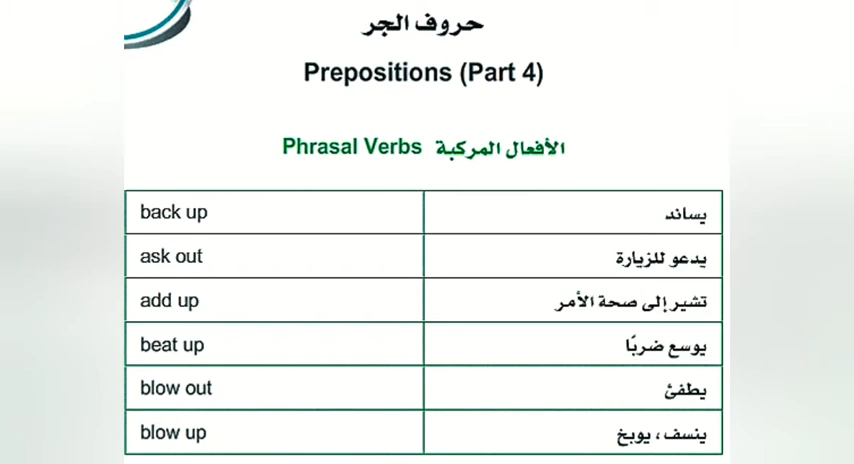 حروف الجر
Prepositions (Part 4)
Phrasal Verbs الأفعال المركبة
back up يساند
ask out يدعو للزيارة
add up تشير إلى صحة الأمر
beat up يوسع ضربًا
blow out يطفئ
blow up ينسف ، يوبخ